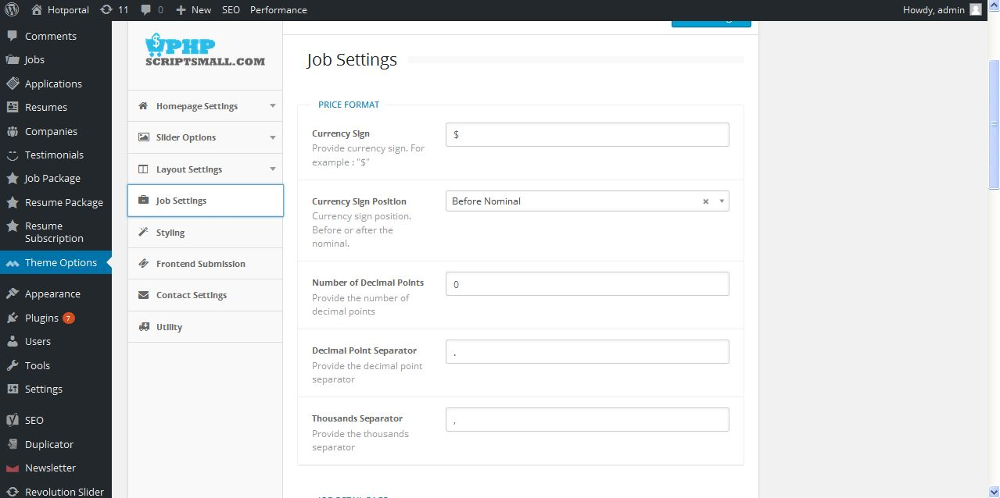 Hotportal 11 0 New SEO Performance Howdy, admin
Comments
Jobs
Applications
Resumes
Companies
Testimonials
Job Package
Resume Package
Resume
Subscription
Theme Options
Appearance
Plugins 7
Users
Tools
Settings
SEO
Duplicator
Newsletter
Revolution Slider
PHP
SCRIPTSMALL.COM
Homepage Settings
Slider Options
Layout Settings
Job Settings
Styling
Frontend Submission
Contact Settings
Utility
Job Settings
PRICE FORMAT
Currency Sign
Provide currency sign. For
example : "$"
$
Currency Sign Position
Currency sign position.
Before or after the
nominal.
Before Nominal
Number of Decimal Points
Provide the number of
decimal points
0
Decimal Point Separator
Provide the decimal point
separator
.
Thousands Separator
Provide the thousands
separator
,